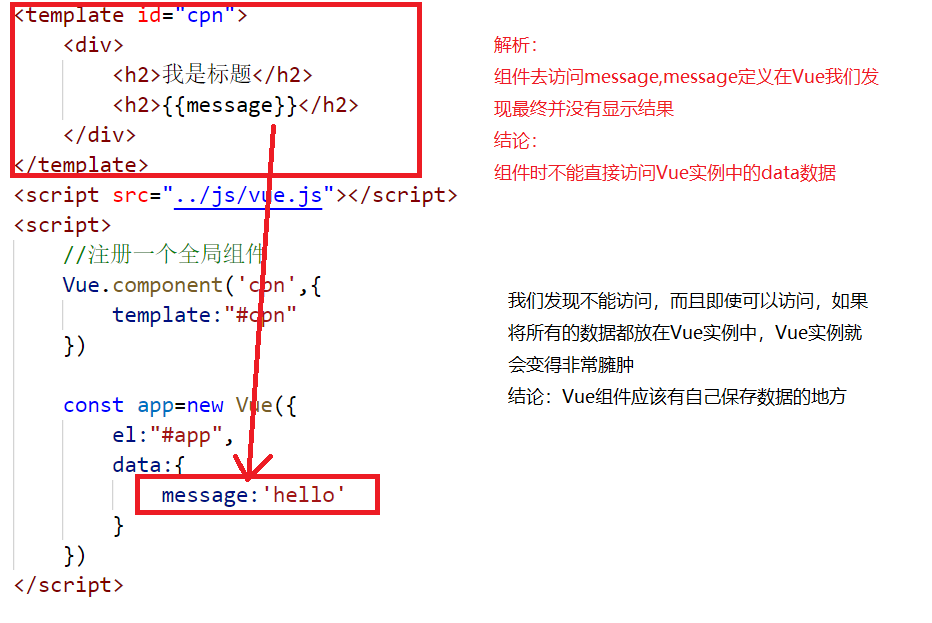 <template id="cpn">
<div>
<h2>我是标题</h2>
<h2>{{message}}</h2>
</div>
</template>
<script src="../js/vue.js"></script>
<script>
//注册一个全局组件
Vue.component('cpn',{
template:"#cpn"
})
const app=new Vue({
el:"#app",
data:{
message:'hello'
}
})
</script>
解析：
组件去访问message,message定义在Vue我们发
现最终并没有显示结果
结论：
组件时不能直接访问Vue实例中的data数据
我们发现不能访问，而且即使可以访问，如果
将所有的数据都放在Vue实例中，Vue实例就
会变得非常臃肿
结论：Vue组件应该有自己保存数据的地方